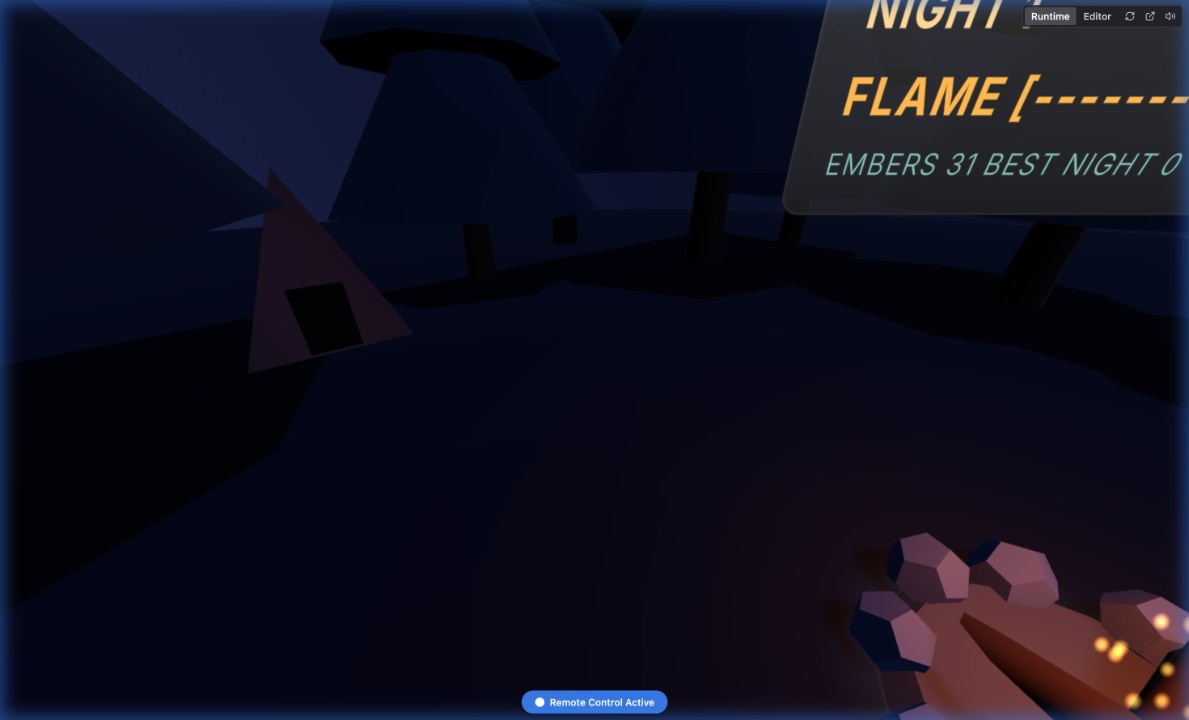 Runtime Editor
NIGHT
FLAME [-------
EMBERS 31 BEST NIGHT 0
Remote Control Active